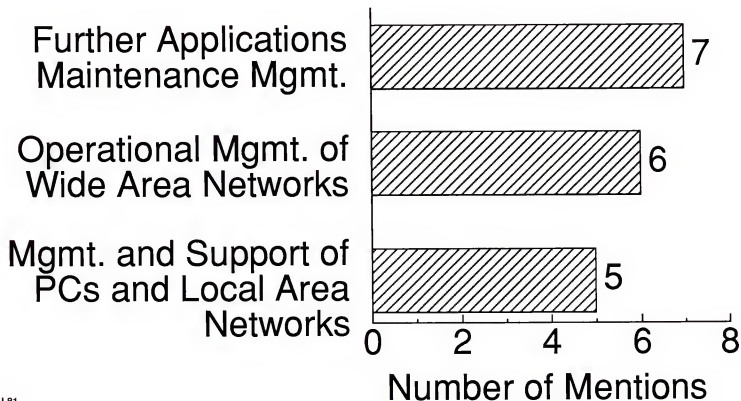 Further Applications
Maintenance Mgmt.
7
Operational Mgmt. of
Wide Area Networks
6
Mgmt. and Support of
PCs and Local Area
Networks
5
0 2 4 6 8
Number of Mentions